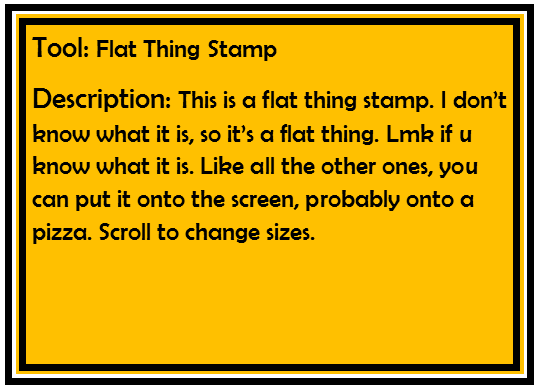 Tool: Flat Thing Stamp
Description: This is a flat thing stamp. I don't
know what it is, so it's a flat thing. Lmk if u
know what it is. Like all the other ones, you
can put it onto the screen, probably onto a
pizza. Scroll to change sizes.